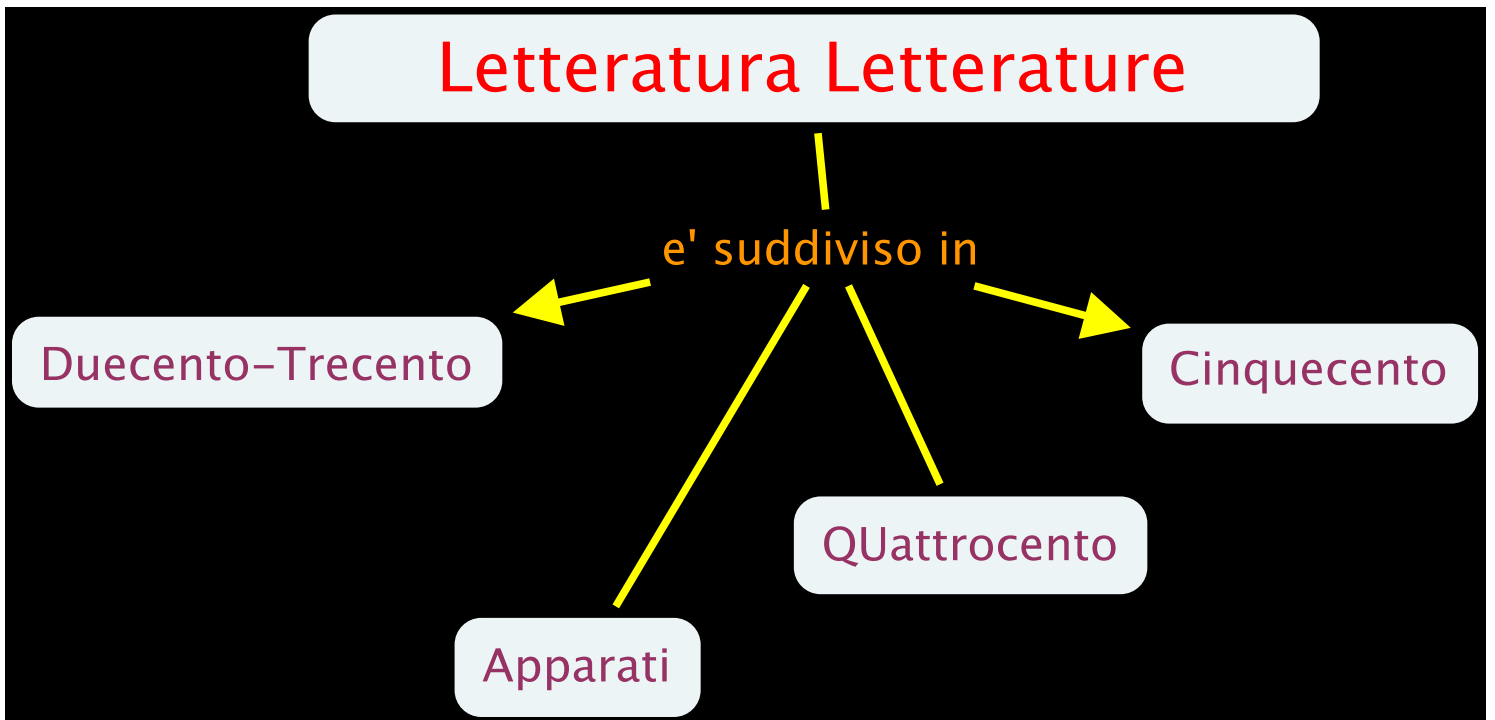 Letteratura Letterature
e' suddiviso in
Duecento-Trecento
Cinquecento
QUattrocento
Apparati